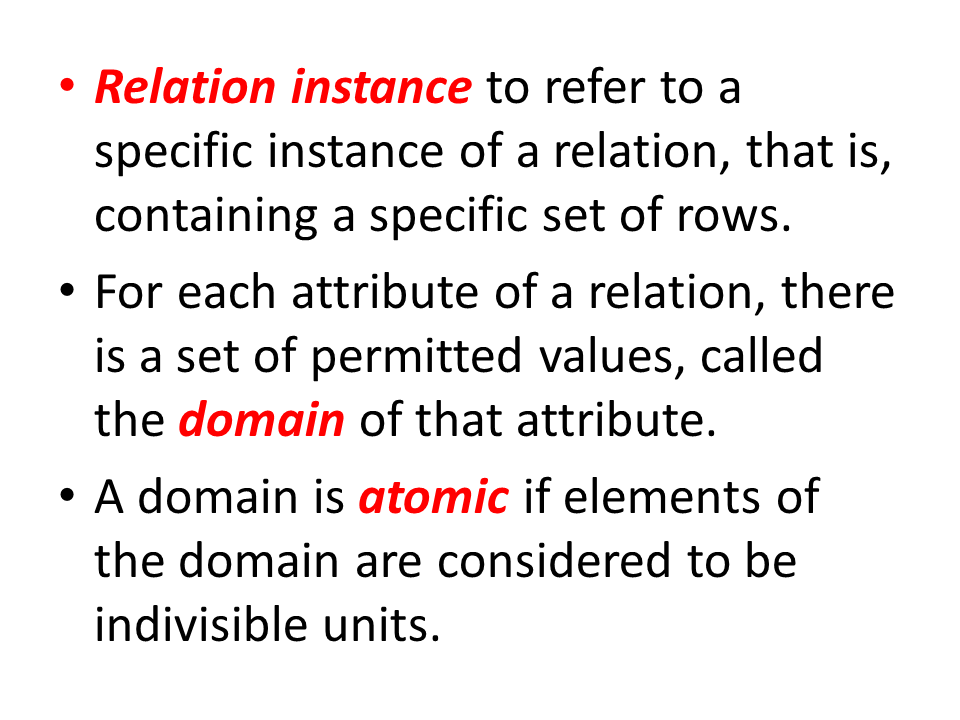 • Relation instance to refer to a
specific instance of a relation, that is,
containing a specific set of rows.
• For each attribute of a relation, there
is a set of permitted values, called
the domain of that attribute.
• A domain is atomic if elements of
the domain are considered to be
indivisible units.